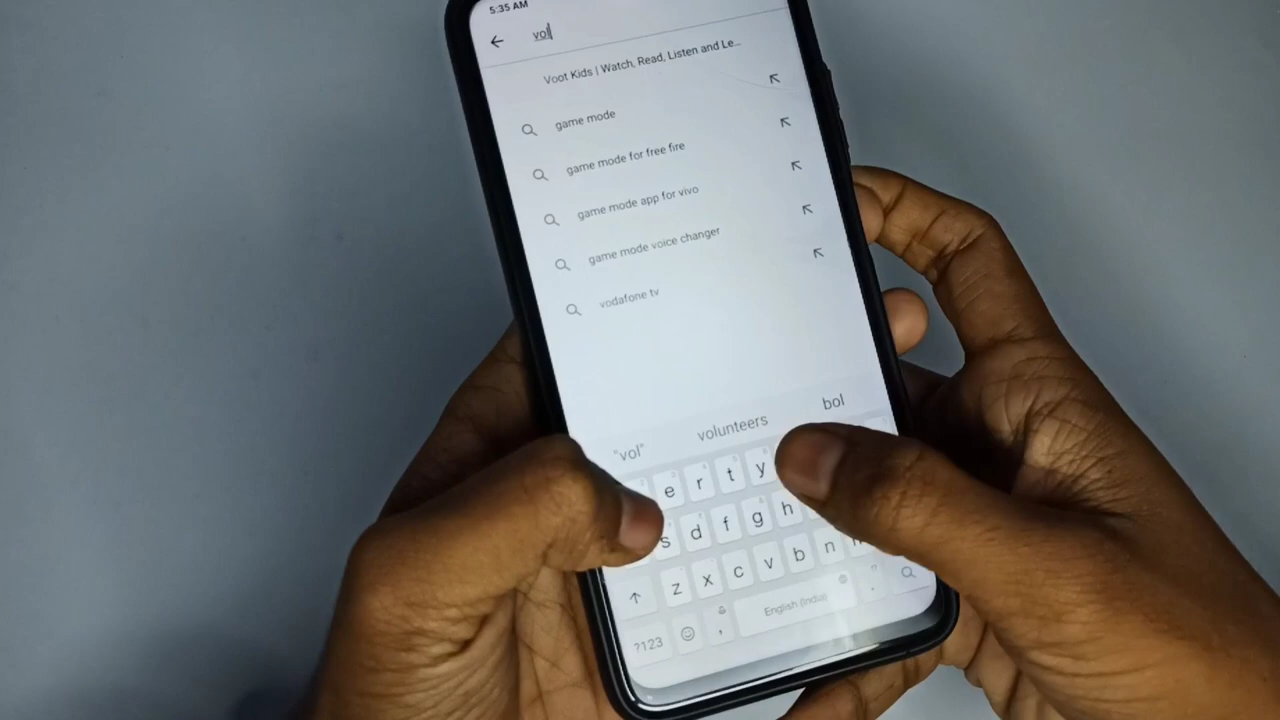 5:35 AM
vol
Voot Kids | Watch, Read, Listen and Le...
game mode
game mode for free fire
game mode app for vivo
game mode voice changer
vodafone tv
"vol" volunteers bol
e r t y
s d f g h
z x c v b n
?123 , English (India) .